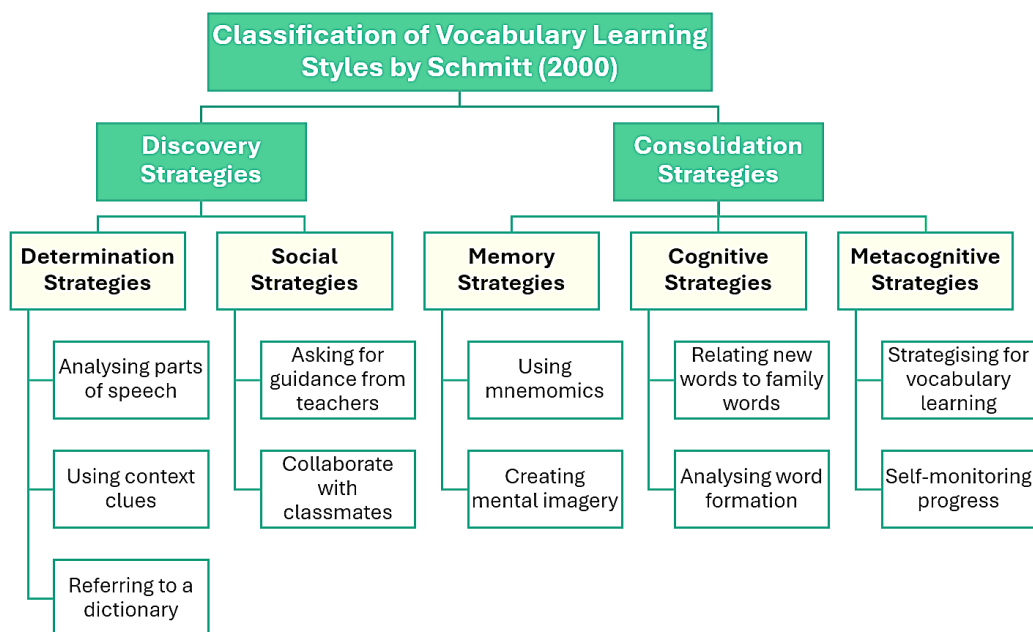 Classification of Vocabulary Learning
Styles by Schmitt (2000)
Discovery
Strategies
Consolidation
Strategies
Determination
Strategies
Social
Strategies
Memory
Strategies
Cognitive
Strategies
Metacognitive
Strategies
Analysing parts
of speech
Using context
clues
Referring to a
dictionary
Asking for
guidance from
teachers
Collaborate
with
classmates
Using
mnemomics
Creating
mental imagery
Relating new
words to family
words
Analysing word
formation
Strategising for
vocabulary
learning
Self-monitoring
progress